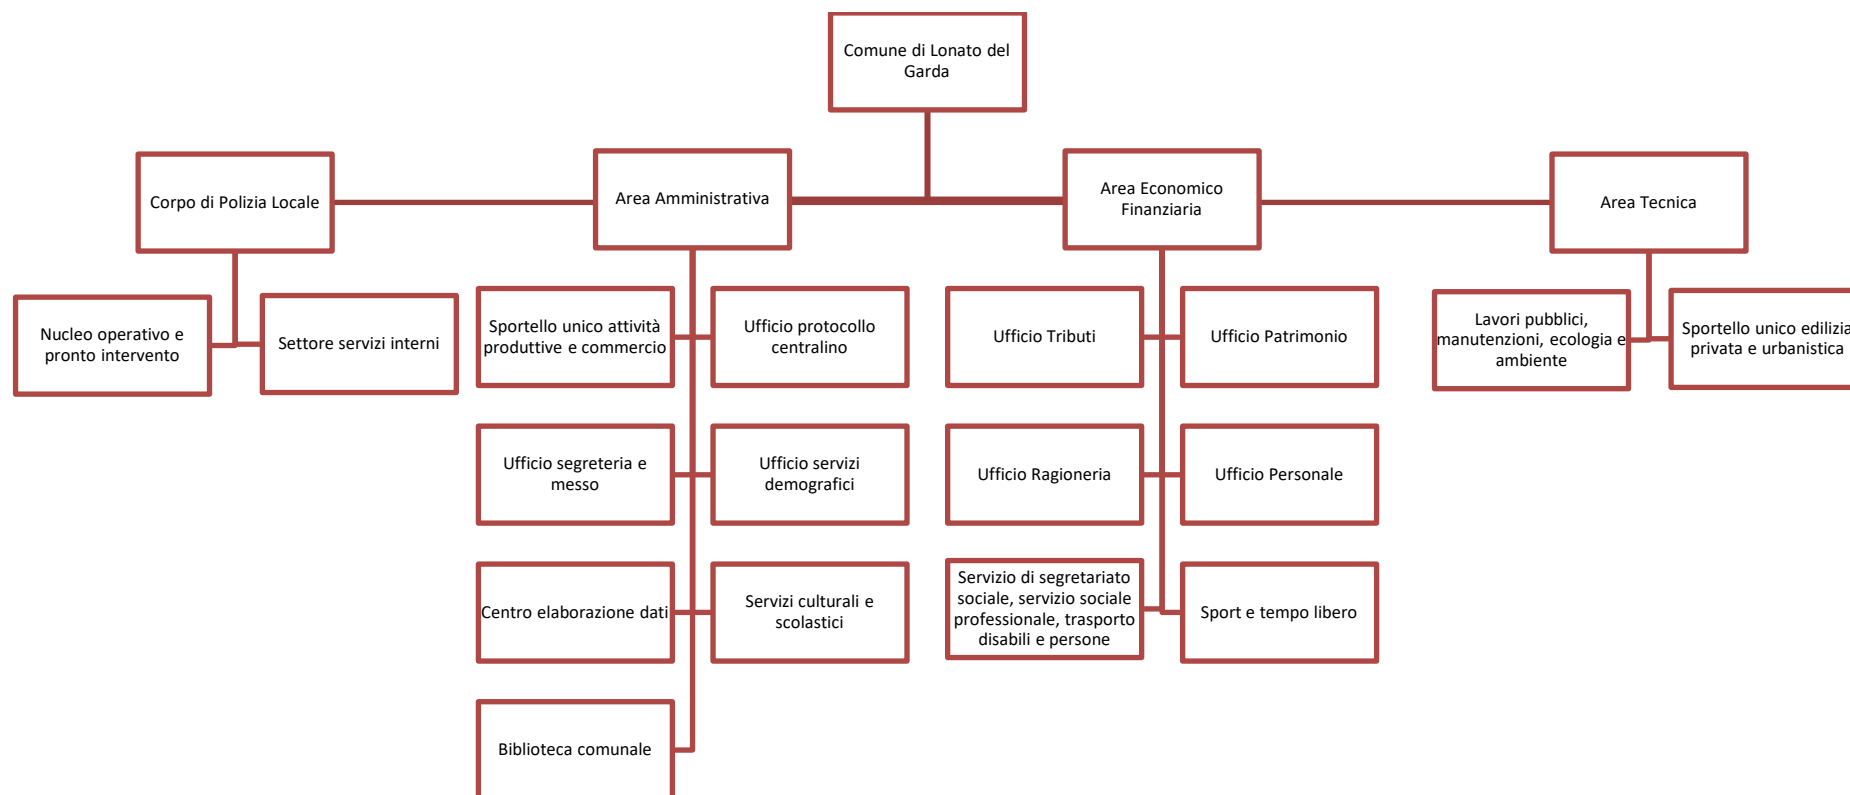 Comune di Lonato del
Garda
Corpo di Polizia Locale
Area Amministrativa
Area Economico
Finanziaria
Area Tecnica
Nucleo operativo e
pronto intervento
Settore servizi interni
Sportello unico attività
produttive e commercio
Ufficio protocollo
centralino
Ufficio Tributi
Ufficio Patrimonio
Lavori pubblici,
manutenzioni, ecologia e
ambiente
Sportello unico edilizia
privata e urbanistica
Ufficio segreteria e
messo
Ufficio servizi
demografici
Ufficio Ragioneria
Ufficio Personale
Centro elaborazione dati
Servizi culturali e
scolastici
Servizio di segretariato
sociale, servizio sociale
professionale, trasporto
disabili e persone
Sport e tempo libero
Biblioteca comunale